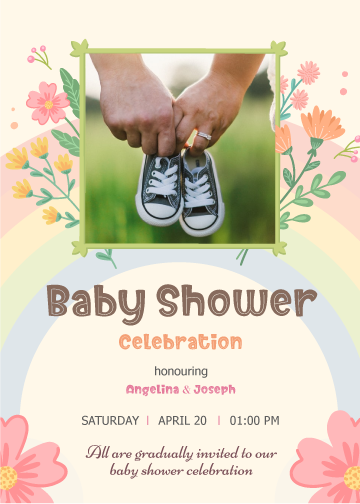 Baby Shower
Celebration
honouring
Angelina & Joseph
SATURDAY | APRIL 20 | 01:00 PM
All are gradually invited to our
baby shower celebration